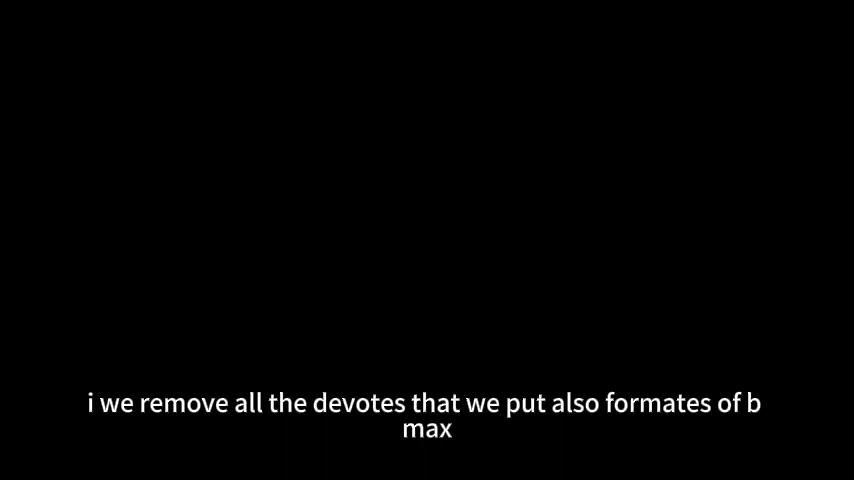 i we remove all the devotes that we put also formates of b
max